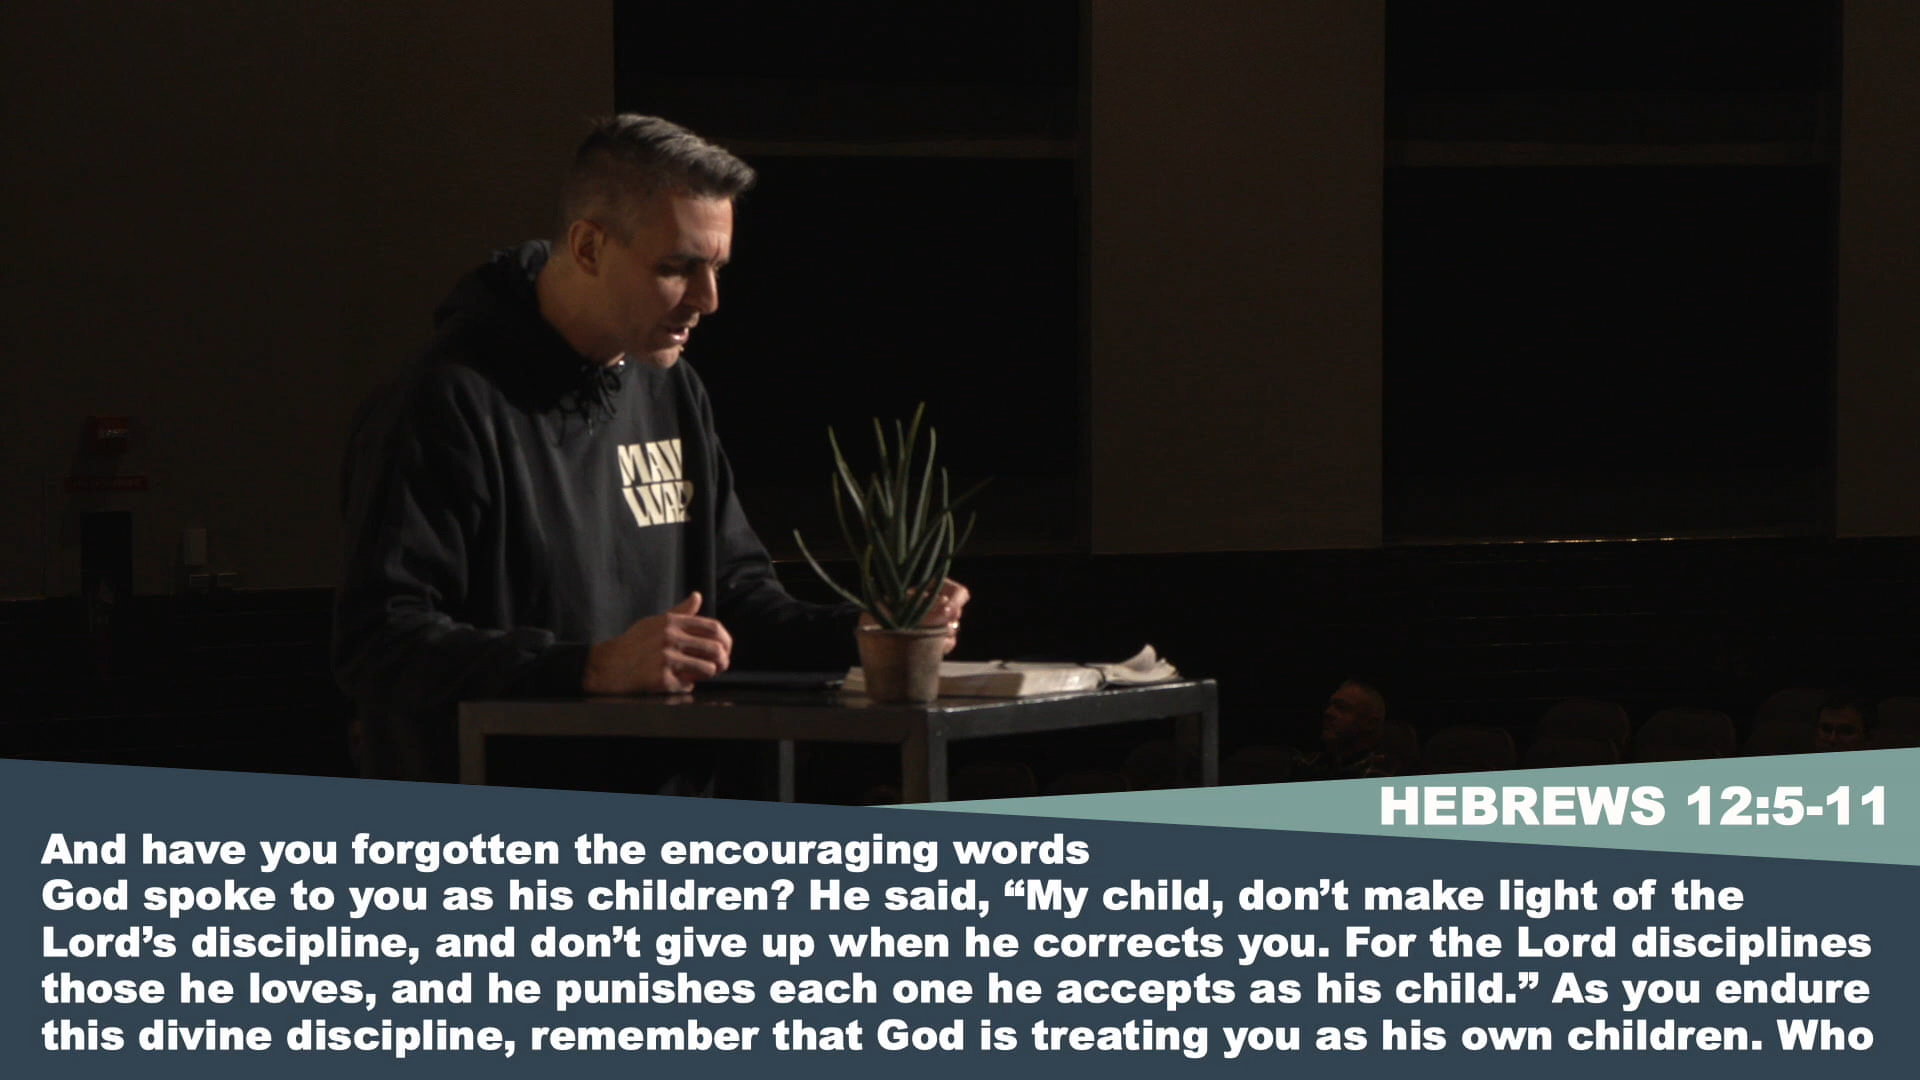 HEBREWS 12:5-11
And have you forgotten the encouraging words
God spoke to you as his children? He said, “My child, don’t make light of the
Lord’s discipline, and don’t give up when he corrects you. For the Lord disciplines
those he loves, and he punishes each one he accepts as his child.” As you endure
this divine discipline, remember that God is treating you as his own children. Who